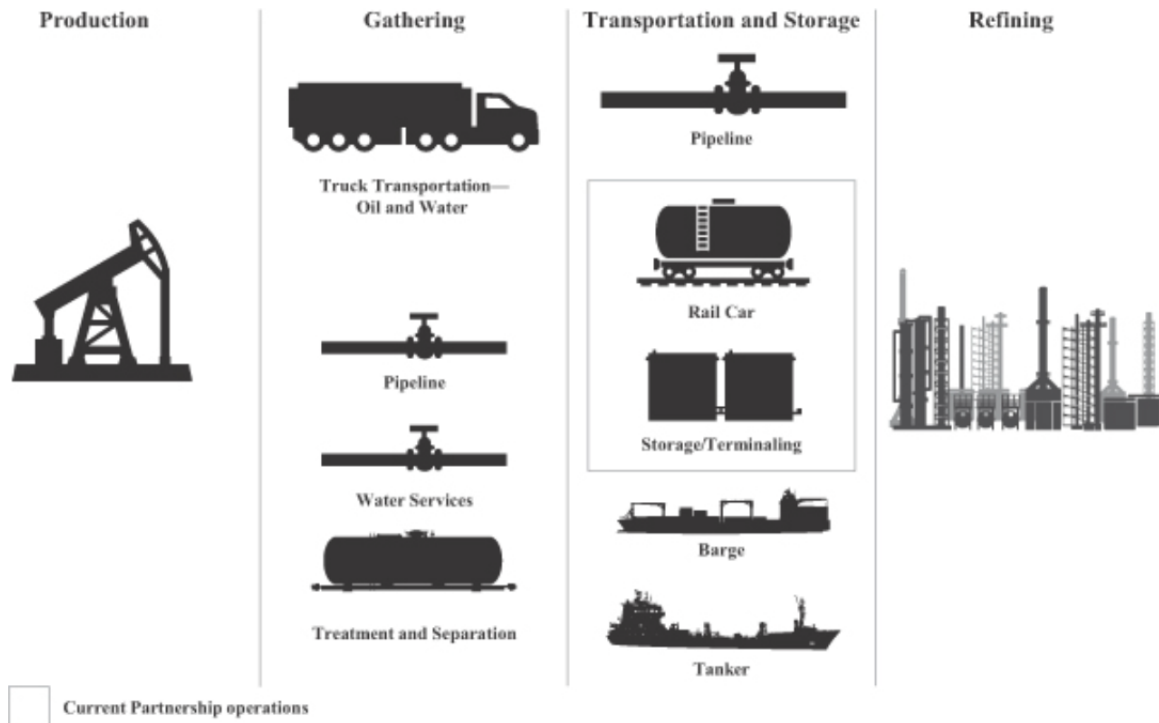 Production
Gathering
Transportation and Storage
Refining
Truck Transportation—
Oil and Water
Pipeline
Water Services
Treatment and Separation
Pipeline
Rail Car
Storage/Terminaling
Barge
Tanker
Current Partnership operations